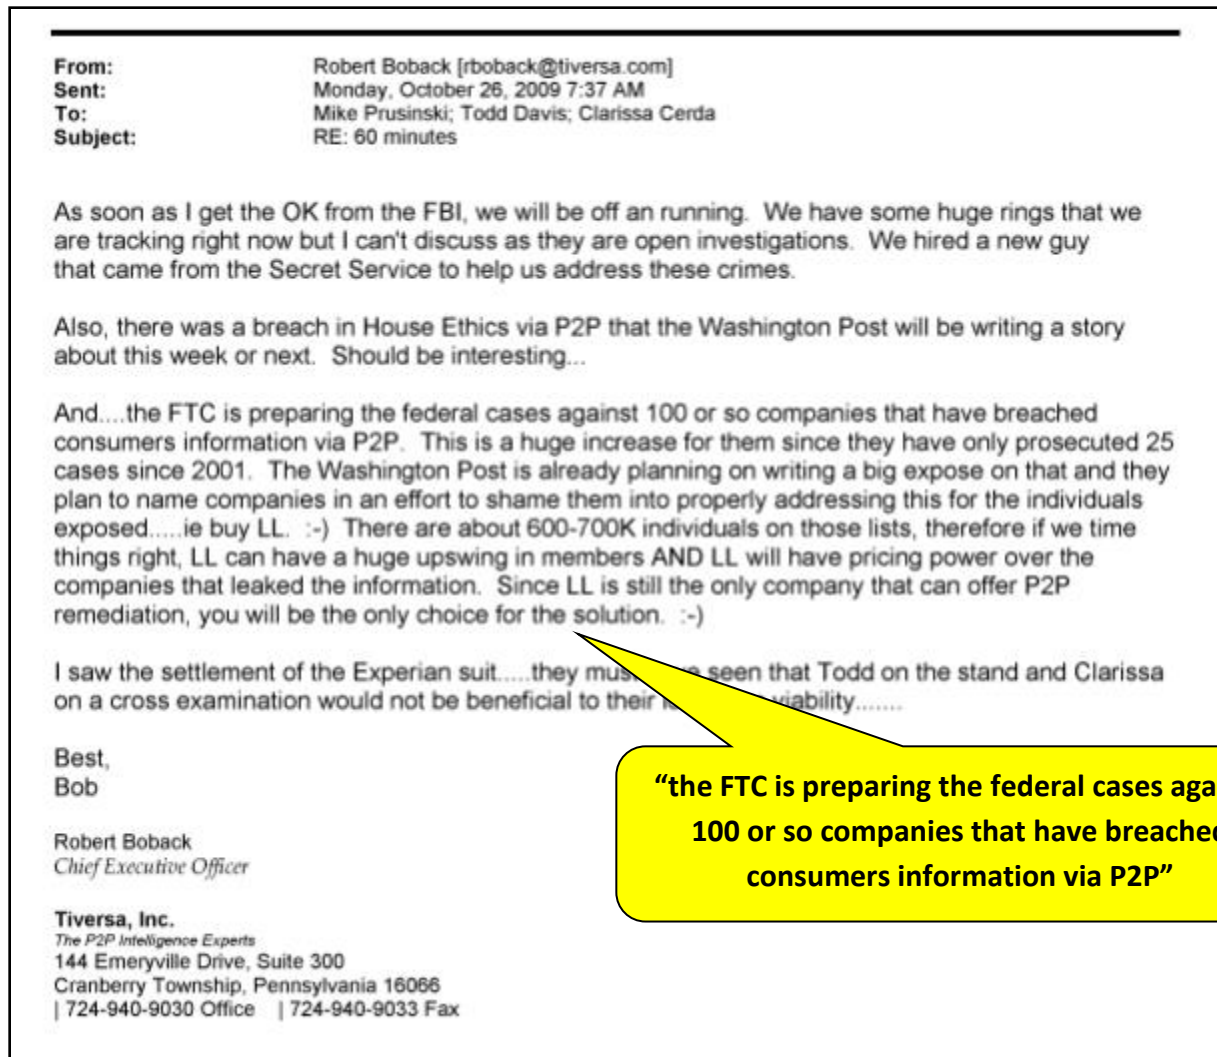 From: Robert Boback [rboback@tiversa.com]
Sent: Monday, October 26, 2009 7:37 AM
To: Mike Prusinski; Todd Davis; Clarissa Cerda
Subject: RE: 60 minutes
As soon as I get the OK from the FBI, we will be off an running. We have some huge rings that we
are tracking right now but I can't discuss as they are open investigations. We hired a new guy
that came from the Secret Service to help us address these crimes.
Also, there was a breach in House Ethics via P2P that the Washington Post will be writing a story
about this week or next. Should be interesting...
And....the FTC is preparing the federal cases against 100 or so companies that have breached
consumers information via P2P. This is a huge increase for them since they have only prosecuted 25
cases since 2001. The Washington Post is already planning on writing a big expose on that and they
plan to name companies in an effort to shame them into properly addressing this for the individuals
exposed.....ie buy LL. :-) There are about 600-700K individuals on those lists, therefore if we time
things right, LL can have a huge upswing in members AND LL will have pricing power over the
companies that leaked the information. Since LL is still the only company that can offer P2P
remediation, you will be the only choice for the solution. :-)
I saw the settlement of the Experian suit.....they seen that Todd on the stand and Clarissa
on a cross examination would not be beneficial to their viability.......
Best,
Bob
Robert Boback
Chief Executive Officer
Tiversa, Inc.
The P2P Intelligence Experts
144 Emeryville Drive, Suite 300
Cranberry Township, Pennsylvania 16066
| 724-940-9030 Office | 724-940-9033 Fax
“the FTC is preparing the federal cases aga
100 or so companies that have breached
consumers information via P2P”